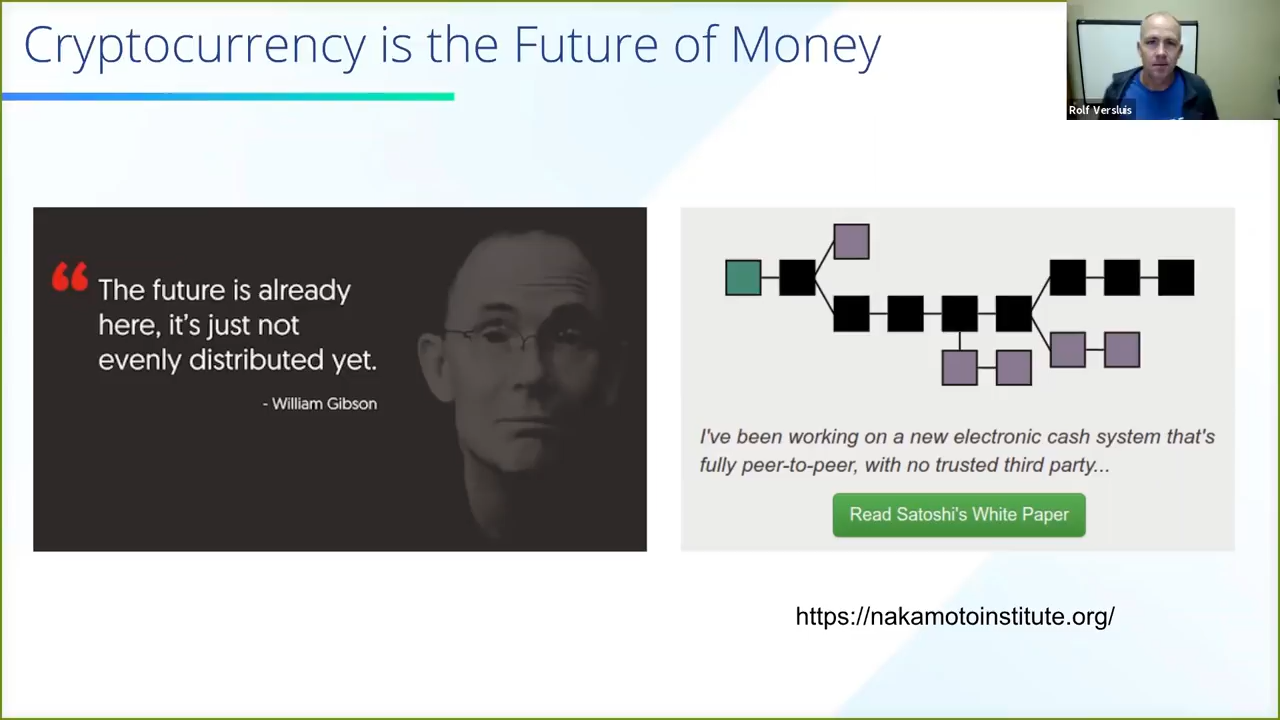 Cryptocurrency is the Future of Money
Rolf Versluis
“ The future is already
here, it’s just not
evenly distributed yet.
- William Gibson
I've been working on a new electronic cash system that's
fully peer-to-peer, with no trusted third party...
Read Satoshi's White Paper
https://nakamotoinstitute.org/